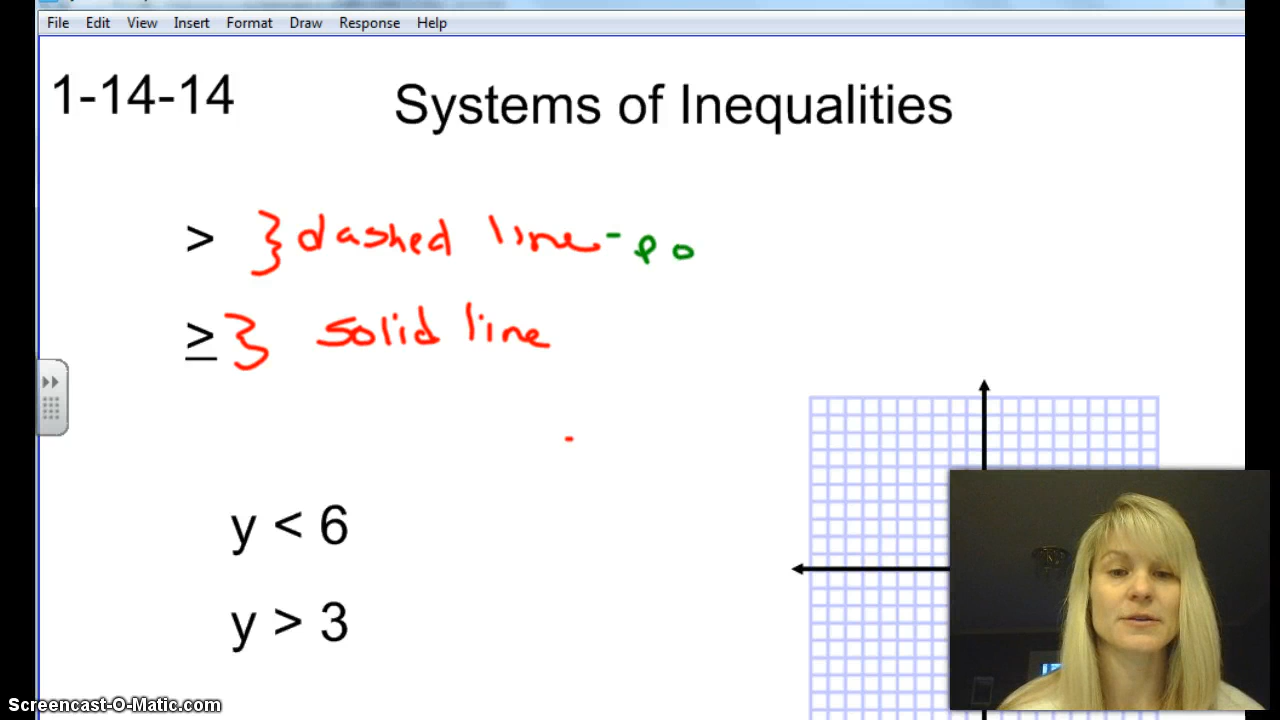 File Edit View Insert Format Draw Response Help
1-14-14 Systems of Inequalities
> } dashed line - po
≥ } solid line
y < 6
y > 3
Screencast-O-Matic.com